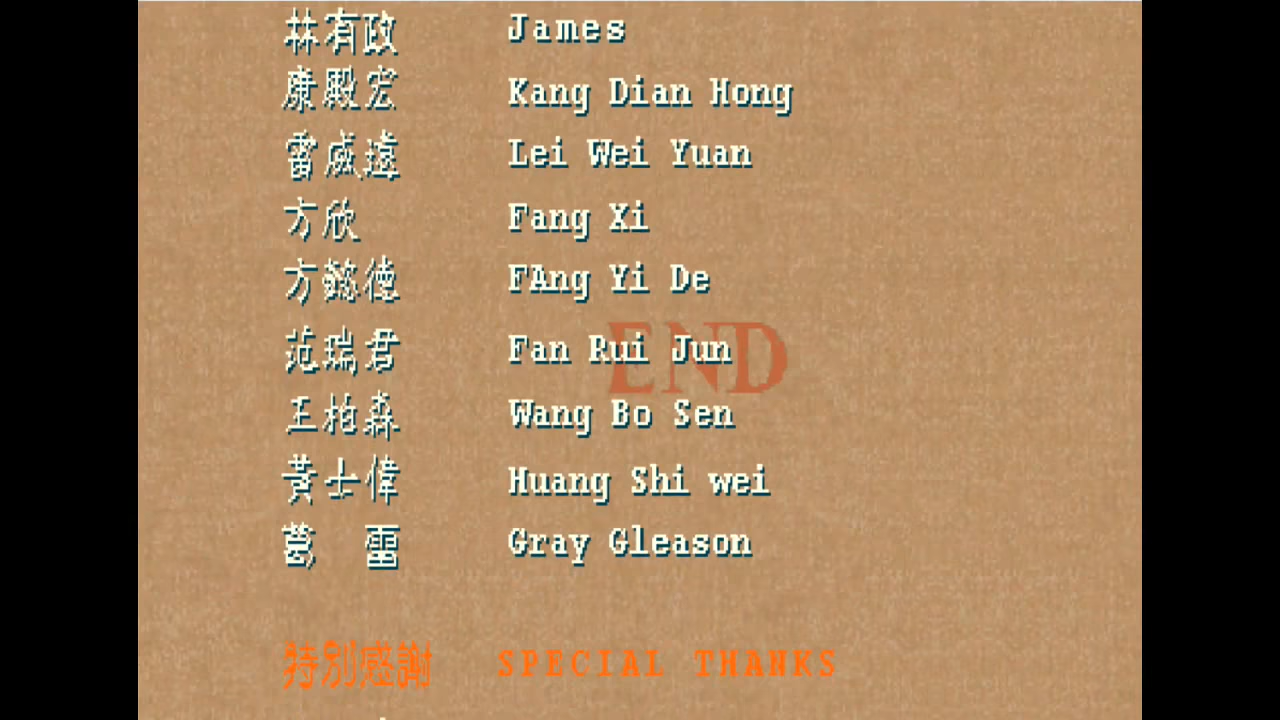 林有政 James
康殿宏 Kang Dian Hong
雷威遠 Lei Wei Yuan
方欣 Fang Xi
方懿德 FAng Yi De
END
范瑞君 Fan Rui Jun
王柏森 Wang Bo Sen
黃士偉 Huang Shi wei
葛 雷 Gray Gleason
特別感謝 SPECIAL THANKS